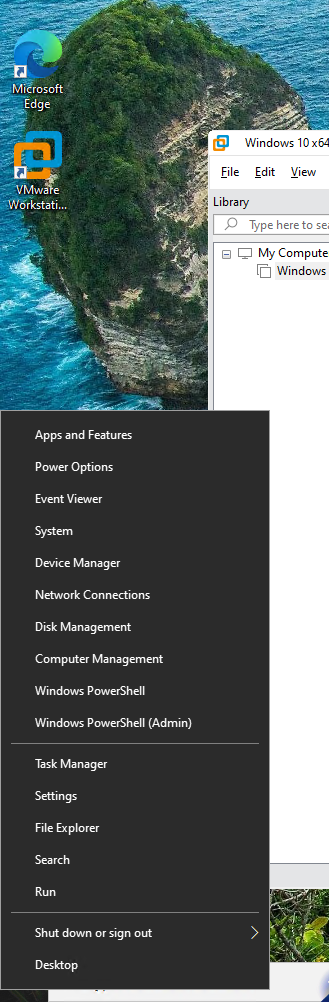 Microsoft
Edge
VMware
Workstati...
Windows 10 x64
File Edit View
Library
Type here to sea
My Compute
Windows
Apps and Features
Power Options
Event Viewer
System
Device Manager
Network Connections
Disk Management
Computer Management
Windows PowerShell
Windows PowerShell (Admin)
Task Manager
Settings
File Explorer
Search
Run
Shut down or sign out
Desktop